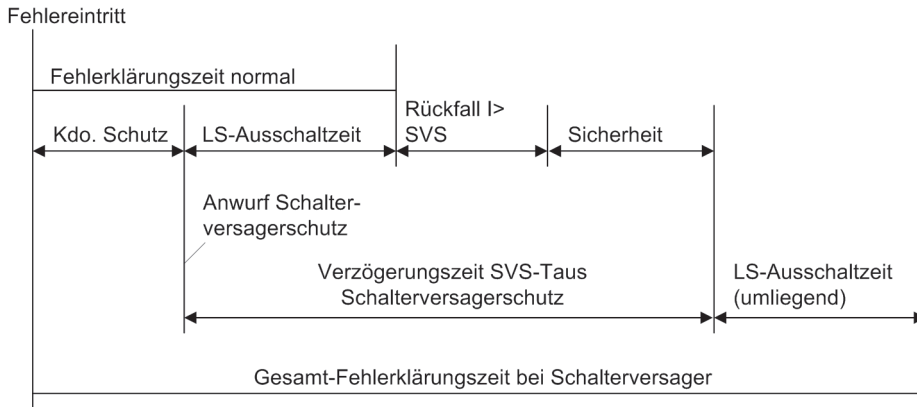 Fehlereintritt
Fehlerklärungszeit normal
Kdo. Schutz
LS-Ausschaltzeit
Rückfall I>
SVS
Sicherheit
Anwurf Schalter-
versagerschutz
Verzögerungszeit SVS-Taus
Schalterversagerschutz
LS-Ausschaltzeit
(umliegend)
Gesamt-Fehlerklärungszeit bei Schalterversager